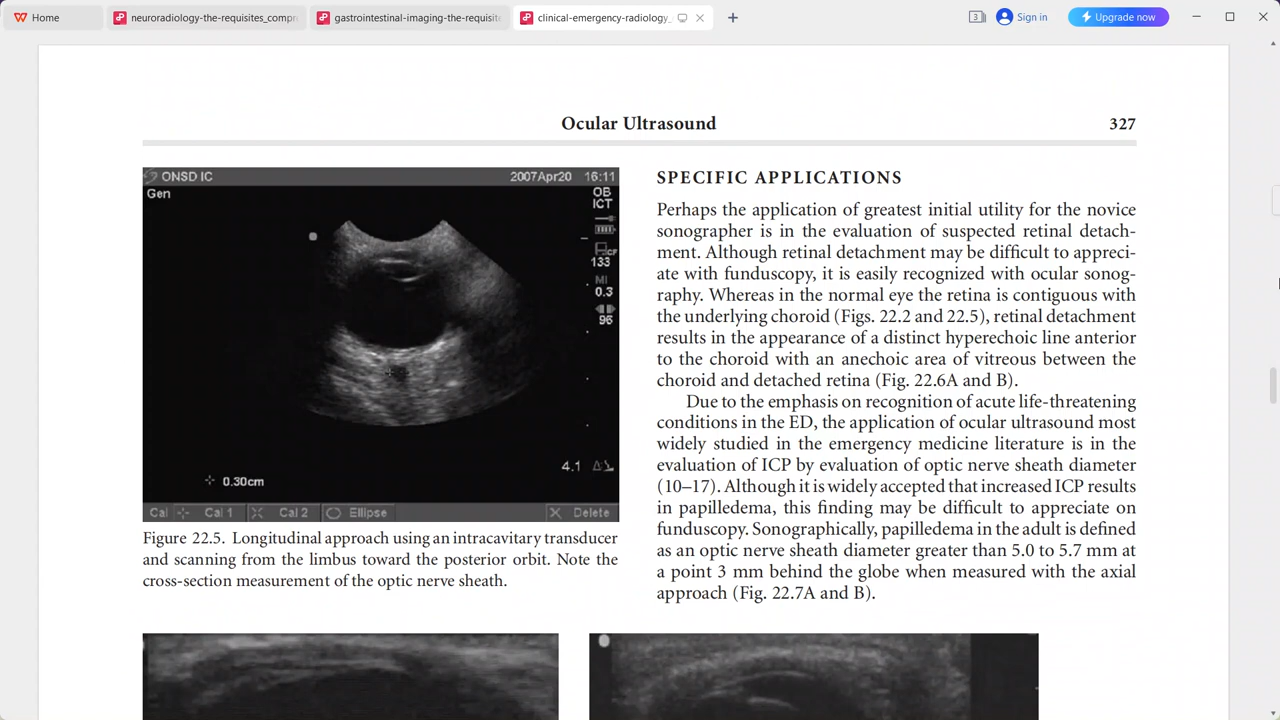 Home
neuroradiology-the-requisites_compr
gastrointestinal-imaging-the-requisite
clinical-emergency-radiology_
3
Sign in
Upgrade now
Ocular Ultrasound
327
ONSD IC
2007Apr20 16:11
Gen
OB
ICT
133
MI
0.3
96
4.1
0.30cm
Cal
Cal 1
Cal 2
Ellipse
Delete
Figure 22.5. Longitudinal approach using an intracavitary transducer
and scanning from the limbus toward the posterior orbit. Note the
cross-section measurement of the optic nerve sheath.
SPECIFIC APPLICATIONS
Perhaps the application of greatest initial utility for the novice
sonographer is in the evaluation of suspected retinal detach-
ment. Although retinal detachment may be difficult to appreci-
ate with funduscopy, it is easily recognized with ocular sonog-
raphy. Whereas in the normal eye the retina is contiguous with
the underlying choroid (Figs. 22.2 and 22.5), retinal detachment
results in the appearance of a distinct hyperechoic line anterior
to the choroid with an anechoic area of vitreous between the
choroid and detached retina (Fig. 22.6A and B).
Due to the emphasis on recognition of acute life-threatening
conditions in the ED, the application of ocular ultrasound most
widely studied in the emergency medicine literature is in the
evaluation of ICP by evaluation of optic nerve sheath diameter
(10–17). Although it is widely accepted that increased ICP results
in papilledema, this finding may be difficult to appreciate on
funduscopy. Sonographically, papilledema in the adult is defined
as an optic nerve sheath diameter greater than 5.0 to 5.7 mm at
a point 3 mm behind the globe when measured with the axial
approach (Fig. 22.7A and B).